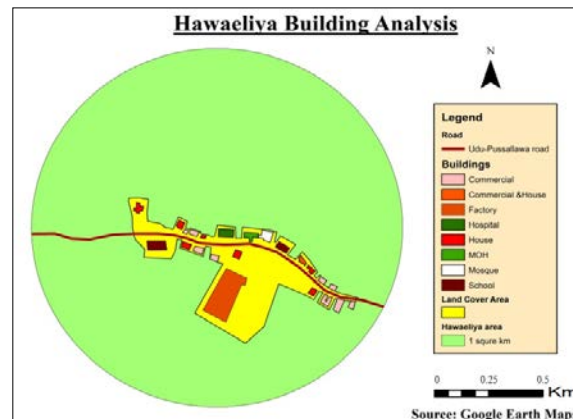 Hawaeliya Building Analysis
N
Legend
Road
Udu-Pussallawa road
Buildings
Commercial
Commercial &House
Factory
Hospital
House
MOH
Mosque
School
Land Cover Area
Hawaeliya area
1 squre km
0 0.25 0.5
Km
Source: Google Earth Map